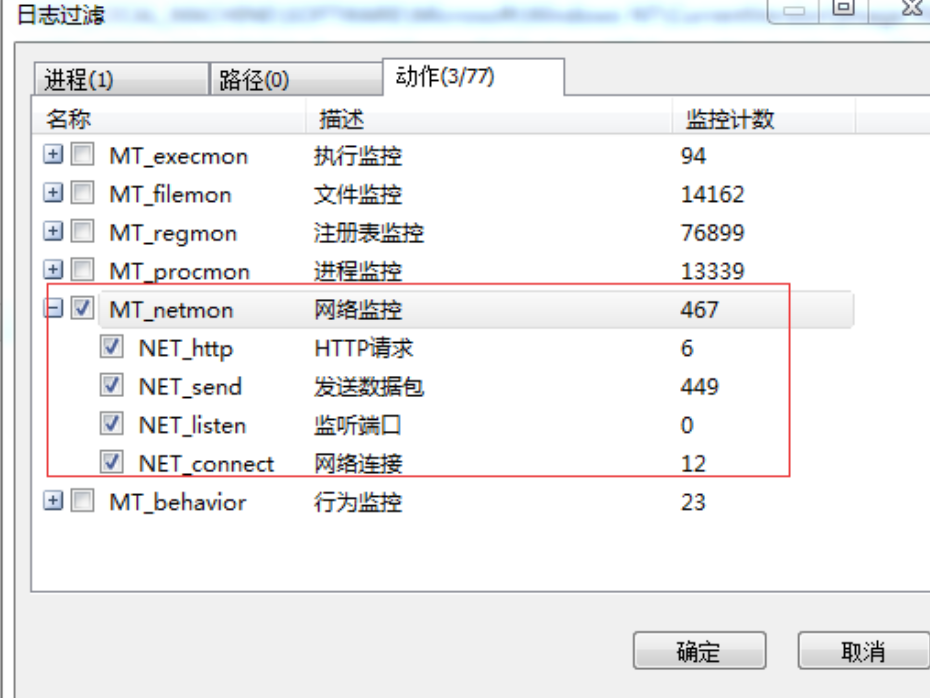 日志过滤
进程(1) 路径(0) 动作(3/77)
名称 描述 监控计数
MT_execmon 执行监控 94
MT_filemon 文件监控 14162
MT_regmon 注册表监控 76899
MT_procmon 进程监控 13339
MT_netmon 网络监控 467
NET_http HTTP请求 6
NET_send 发送数据包 449
NET_listen 监听端口 0
NET_connect 网络连接 12
MT_behavior 行为监控 23
确定 取消